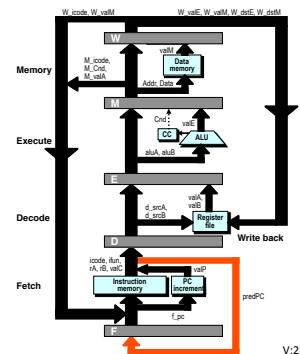 W_icode, W_valM
W_valE, W_valM, W_dstE, W_dstM
W
valM
Memory
M_icode,
M_Cnd,
M_valA
Data
memory
Addr, Data
M
Cnd
valE
CC
ALU
Execute
aluA, aluB
E
valA,
valB
Decode
d_srcA,
d_srcB
Register
file
Write back
D
icode, ifun,
rA, rB, valC
valP
Fetch
Instruction
memory
PC
increment
predPC
f_pc
F
V:2